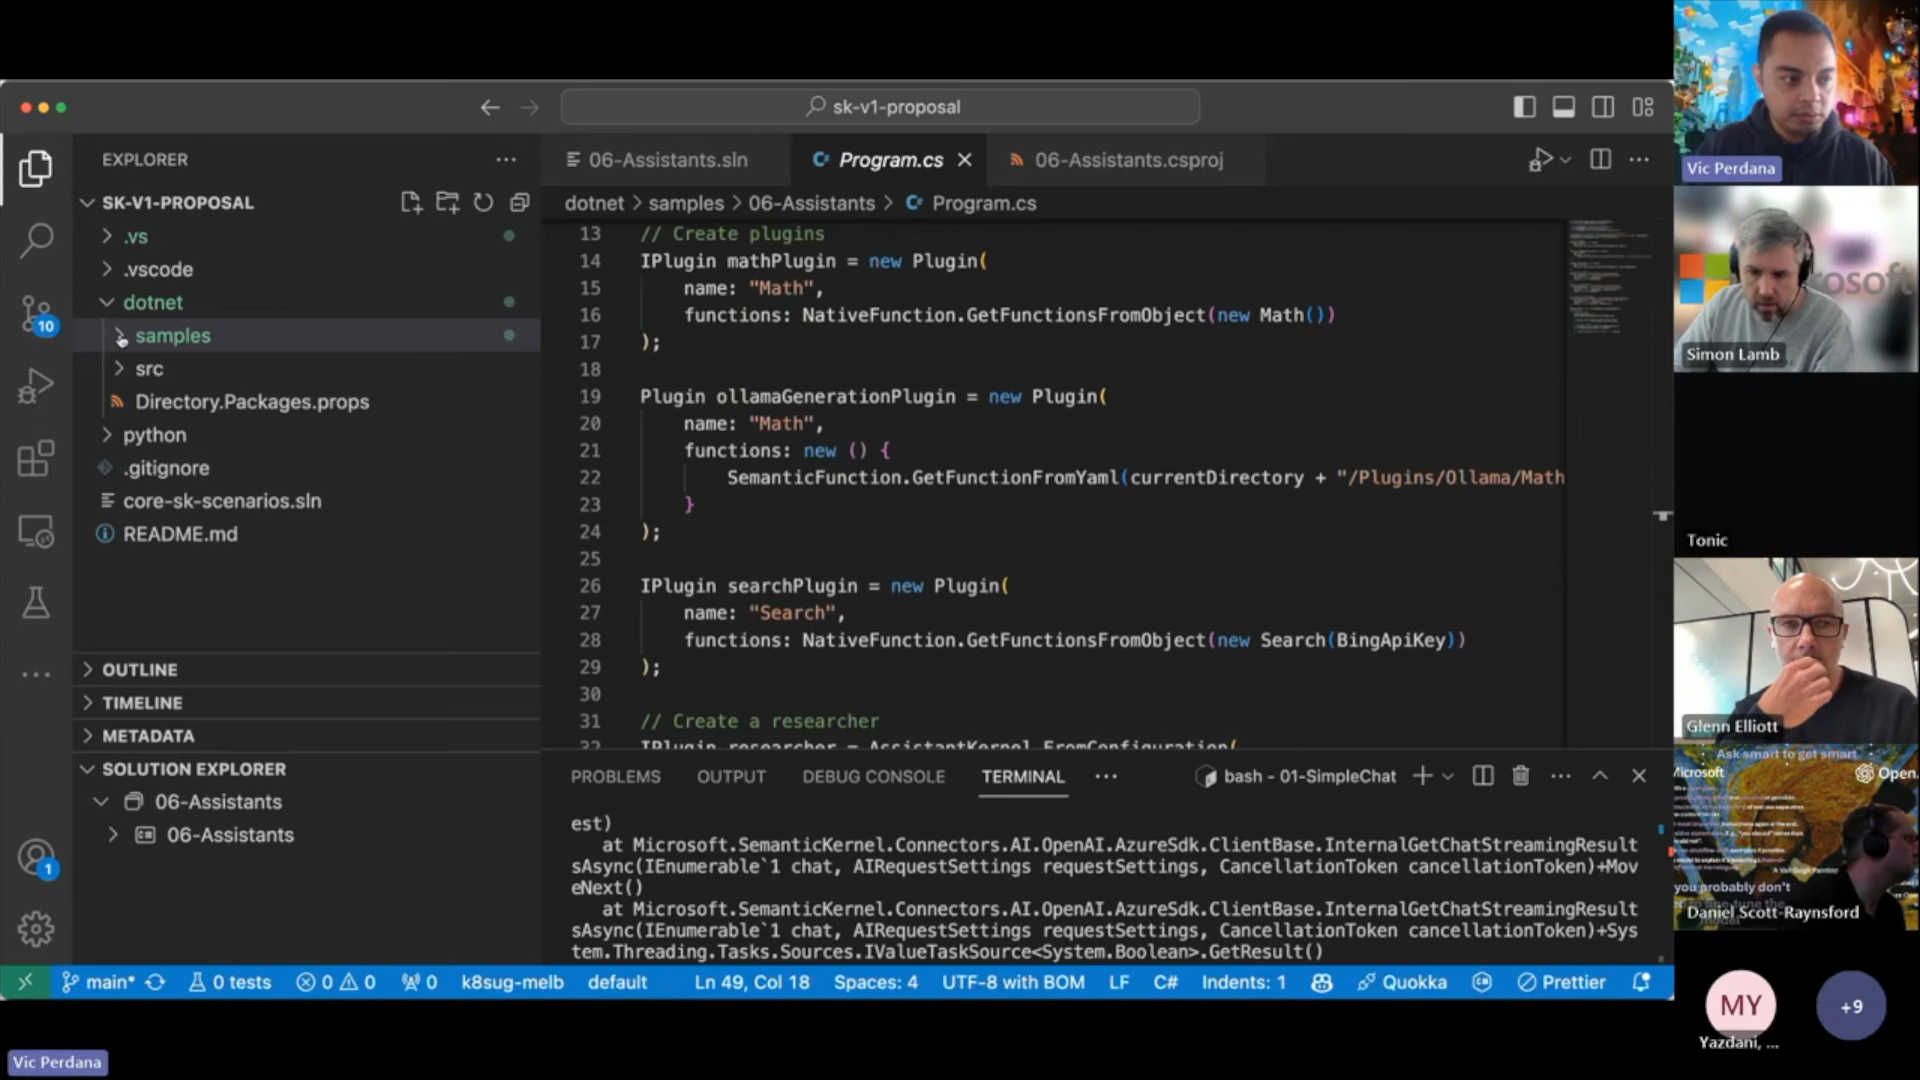 sk-v1-proposal
EXPLORER
SK-V1-PROPOSAL
.vs
.vscode
dotnet
samples
src
Directory.Packages.props
python
.gitignore
core-sk-scenarios.sln
README.md
OUTLINE
TIMELINE
METADATA
SOLUTION EXPLORER
06-Assistants
06-Assistants
10
1
06-Assistants.sln
Program.cs
06-Assistants.csproj
dotnet > samples > 06-Assistants > Program.cs
13 // Create plugins
14 IPlugin mathPlugin = new Plugin(
15 name: "Math",
16 functions: NativeFunction.GetFunctionsFromObject(new Math())
17 );
18
19 Plugin ollamaGenerationPlugin = new Plugin(
20 name: "Math",
21 functions: new () {
22 SemanticFunction.GetFunctionFromYaml(currentDirectory + "/Plugins/Ollama/Math
23 }
24 );
25
26 IPlugin searchPlugin = new Plugin(
27 name: "Search",
28 functions: NativeFunction.GetFunctionsFromObject(new Search(BingApiKey))
29 );
30
31 // Create a researcher
32 IPlugin researcher = AssistantKernel.FromConfiguration(
PROBLEMS OUTPUT DEBUG CONSOLE TERMINAL
bash - 01-SimpleChat
est)
at Microsoft.SemanticKernel.Connectors.AI.OpenAI.AzureSdk.ClientBase.InternalGetChatStreamingResult
sAsync(IEnumerable`1 chat, AIRequestSettings requestSettings, CancellationToken cancellationToken)+Mov
eNext()
at Microsoft.SemanticKernel.Connectors.AI.OpenAI.AzureSdk.ClientBase.InternalGetChatStreamingResult
sAsync(IEnumerable`1 chat, AIRequestSettings requestSettings, CancellationToken cancellationToken)+Sys
tem.Threading.Tasks.Sources.IValueTaskSource<System.Boolean>.GetResult()
main* 0 tests 0 0 0 k8sug-melb default Ln 49, Col 18 Spaces: 4 UTF-8 with BOM LF C# Indents: 1 Quokka Prettier
Vic Perdana
Vic Perdana
rosoft
Simon Lamb
Tonic
Glenn Elliott
Ask smart to get smart
Microsoft
Open
you probably don't
Daniel Scott-Raynsford
MY
+9
Yazdani, ...